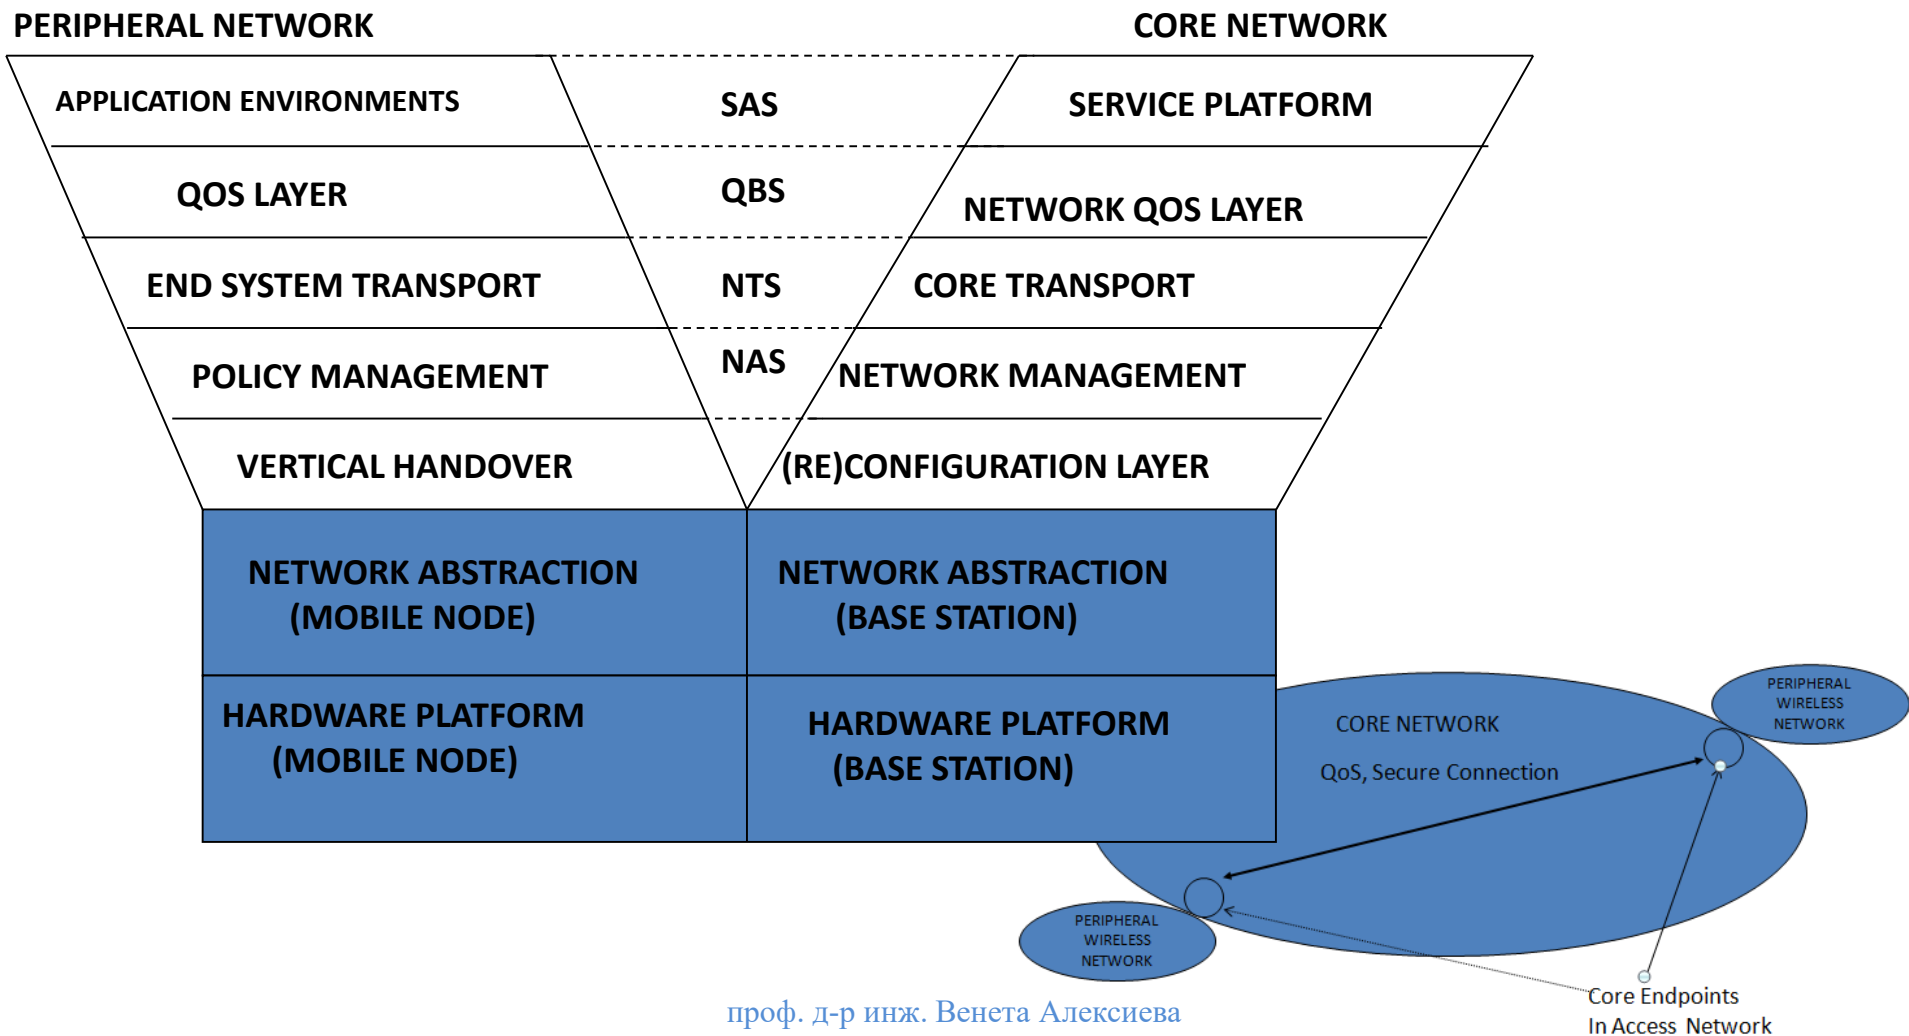 PERIPHERAL NETWORK
CORE NETWORK
APPLICATION ENVIRONMENTS
SAS
SERVICE PLATFORM
QOS LAYER
QBS
NETWORK QOS LAYER
END SYSTEM TRANSPORT
NTS
CORE TRANSPORT
POLICY MANAGEMENT
NAS
NETWORK MANAGEMENT
VERTICAL HANDOVER
(RE)CONFIGURATION LAYER
NETWORK ABSTRACTION
(MOBILE NODE)
NETWORK ABSTRACTION
(BASE STATION)
HARDWARE PLATFORM
(MOBILE NODE)
HARDWARE PLATFORM
(BASE STATION)
PERIPHERAL
WIRELESS
NETWORK
CORE NETWORK
QoS, Secure Connection
PERIPHERAL
WIRELESS
NETWORK
Core Endpoints
In Access Network
проф. д-р инж. Венета Алексиева